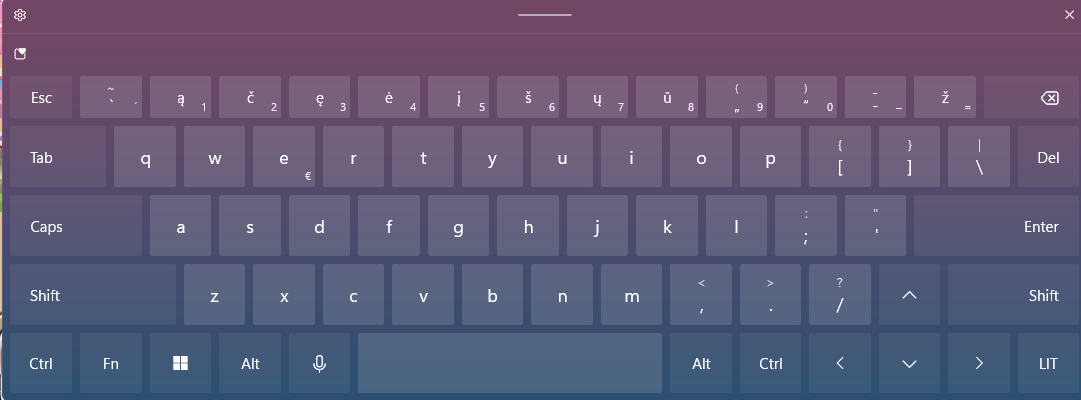 Esc ~ ` ´ ą 1 č 2 ę 3 ė 4 į 5 š 6 ų 7 ū 8 ( „ 9 ) “ 0 _ - – ž =
Tab q w e € r t y u i o p { [ } ] | \ Del
Caps a s d f g h j k l : ; " ' Enter
Shift z x c v b n m < , > . ? / Shift
Ctrl Fn Alt Alt Ctrl LIT